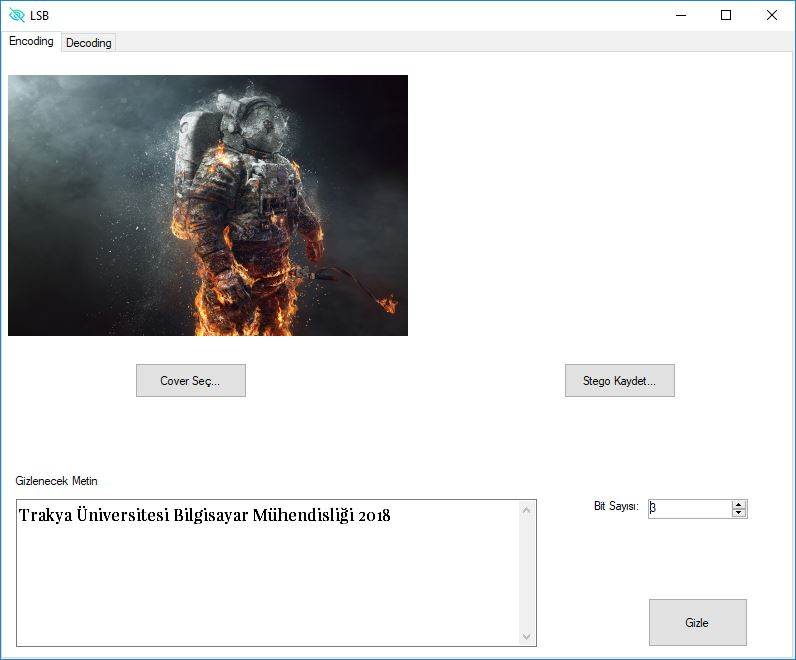 LSB
Encoding Decoding
Cover Seç... Stego Kaydet...
Gizlenecek Metin
Trakya Üniversitesi Bilgisayar Mühendisliği 2018
Bit Sayısı: 3
Gizle